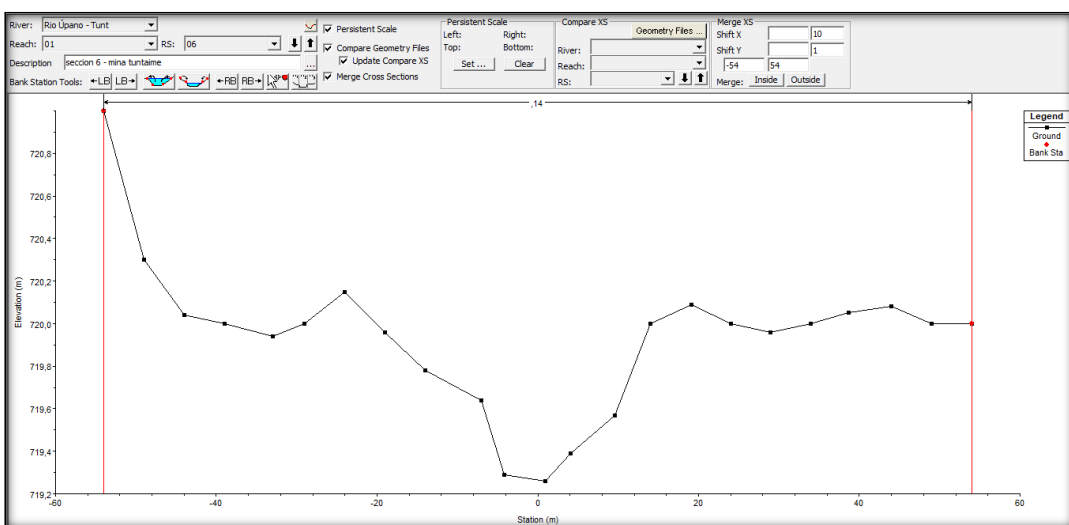 River: Rio Úpano - Tunt
Reach: 01 RS: 06
Description seccion 6 - mina tuntaime ...
Bank Station Tools: LB LB RB RB
Persistent Scale
Compare Geometry Files
Update Compare XS
Merge Cross Sections
Persistent Scale
Left: Right:
Top: Bottom:
Set ... Clear
Compare XS
Geometry Files ...
River:
Reach:
RS:
Merge XS
Shift X 10
Shift Y 1
-54 54
Merge: Inside Outside
,14
Legend
Ground
Bank Sta
720,8
720,6
720,4
720,2
720,0
719,8
719,6
719,4
719,2
Elevation (m)
-60 -40 -20 0 20 40 60
Station (m)